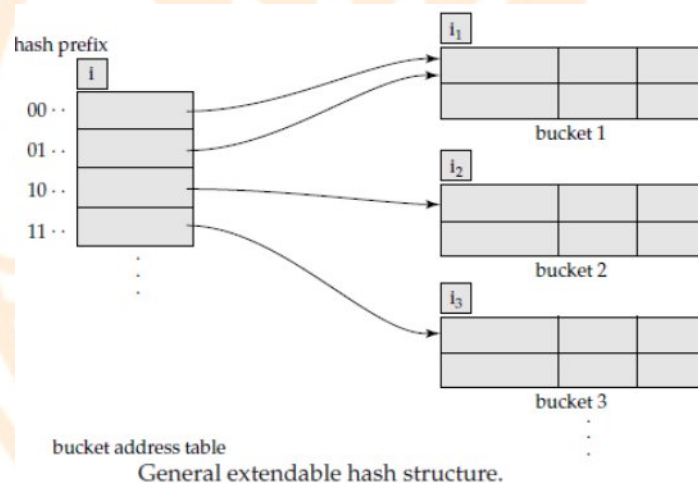 hash prefix
i
00 · ·
01 · ·
10 · ·
11 · ·
.
.
.
bucket address table
i₁
bucket 1
i₂
bucket 2
i₃
bucket 3
.
.
.
General extendable hash structure.